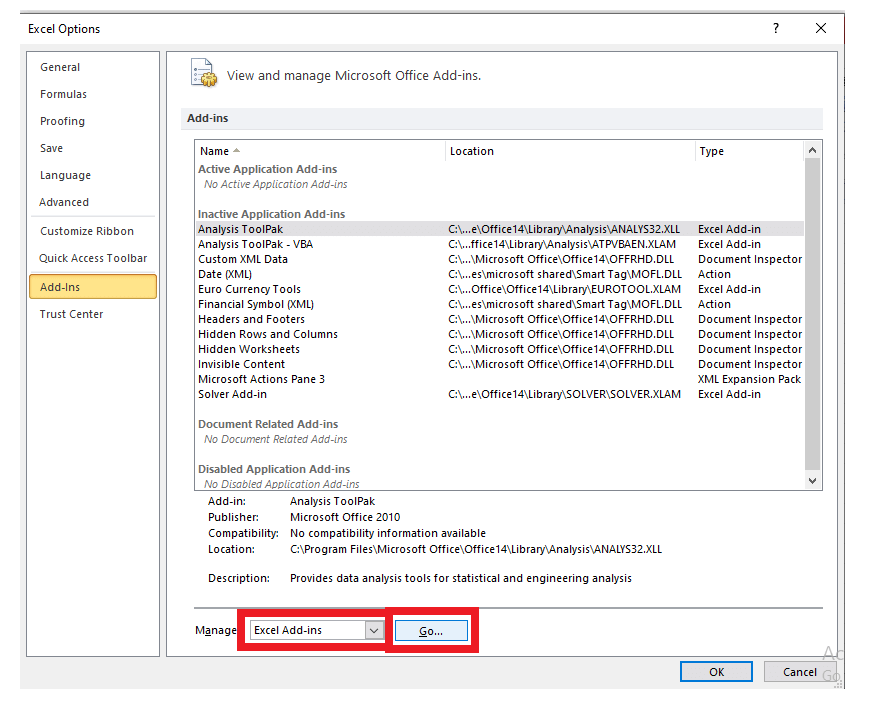 Excel Options ?
General
Formulas
Proofing
Save
Language
Advanced
Customize Ribbon
Quick Access Toolbar
Add-Ins
Trust Center
View and manage Microsoft Office Add-ins.
Add-ins
Name Location Type
Active Application Add-ins
No Active Application Add-ins
Inactive Application Add-ins
Analysis ToolPak C:\...e\Office14\Library\Analysis\ANALYS32.XLL Excel Add-in
Analysis ToolPak - VBA C:\...ffice14\Library\Analysis\ATPVBAEN.XLAM Excel Add-in
Custom XML Data C:\...\Microsoft Office\Office14\OFFRHD.DLL Document Inspector
Date (XML) C:\...es\microsoft shared\Smart Tag\MOFL.DLL Action
Euro Currency Tools C:\...Office\Office14\Library\EUROTOOL.XLAM Excel Add-in
Financial Symbol (XML) C:\...es\microsoft shared\Smart Tag\MOFL.DLL Action
Headers and Footers C:\...\Microsoft Office\Office14\OFFRHD.DLL Document Inspector
Hidden Rows and Columns C:\...\Microsoft Office\Office14\OFFRHD.DLL Document Inspector
Hidden Worksheets C:\...\Microsoft Office\Office14\OFFRHD.DLL Document Inspector
Invisible Content C:\...\Microsoft Office\Office14\OFFRHD.DLL Document Inspector
Microsoft Actions Pane 3 XML Expansion Pack
Solver Add-in C:\...e\Office14\Library\SOLVER\SOLVER.XLAM Excel Add-in
Document Related Add-ins
No Document Related Add-ins
Disabled Application Add-ins
No Disabled Application Add-ins
Add-in: Analysis ToolPak
Publisher: Microsoft Office 2010
Compatibility: No compatibility information available
Location: C:\Program Files\Microsoft Office\Office14\Library\Analysis\ANALYS32.XLL
Description: Provides data analysis tools for statistical and engineering analysis
Manage Excel Add-ins Go...
OK Cancel